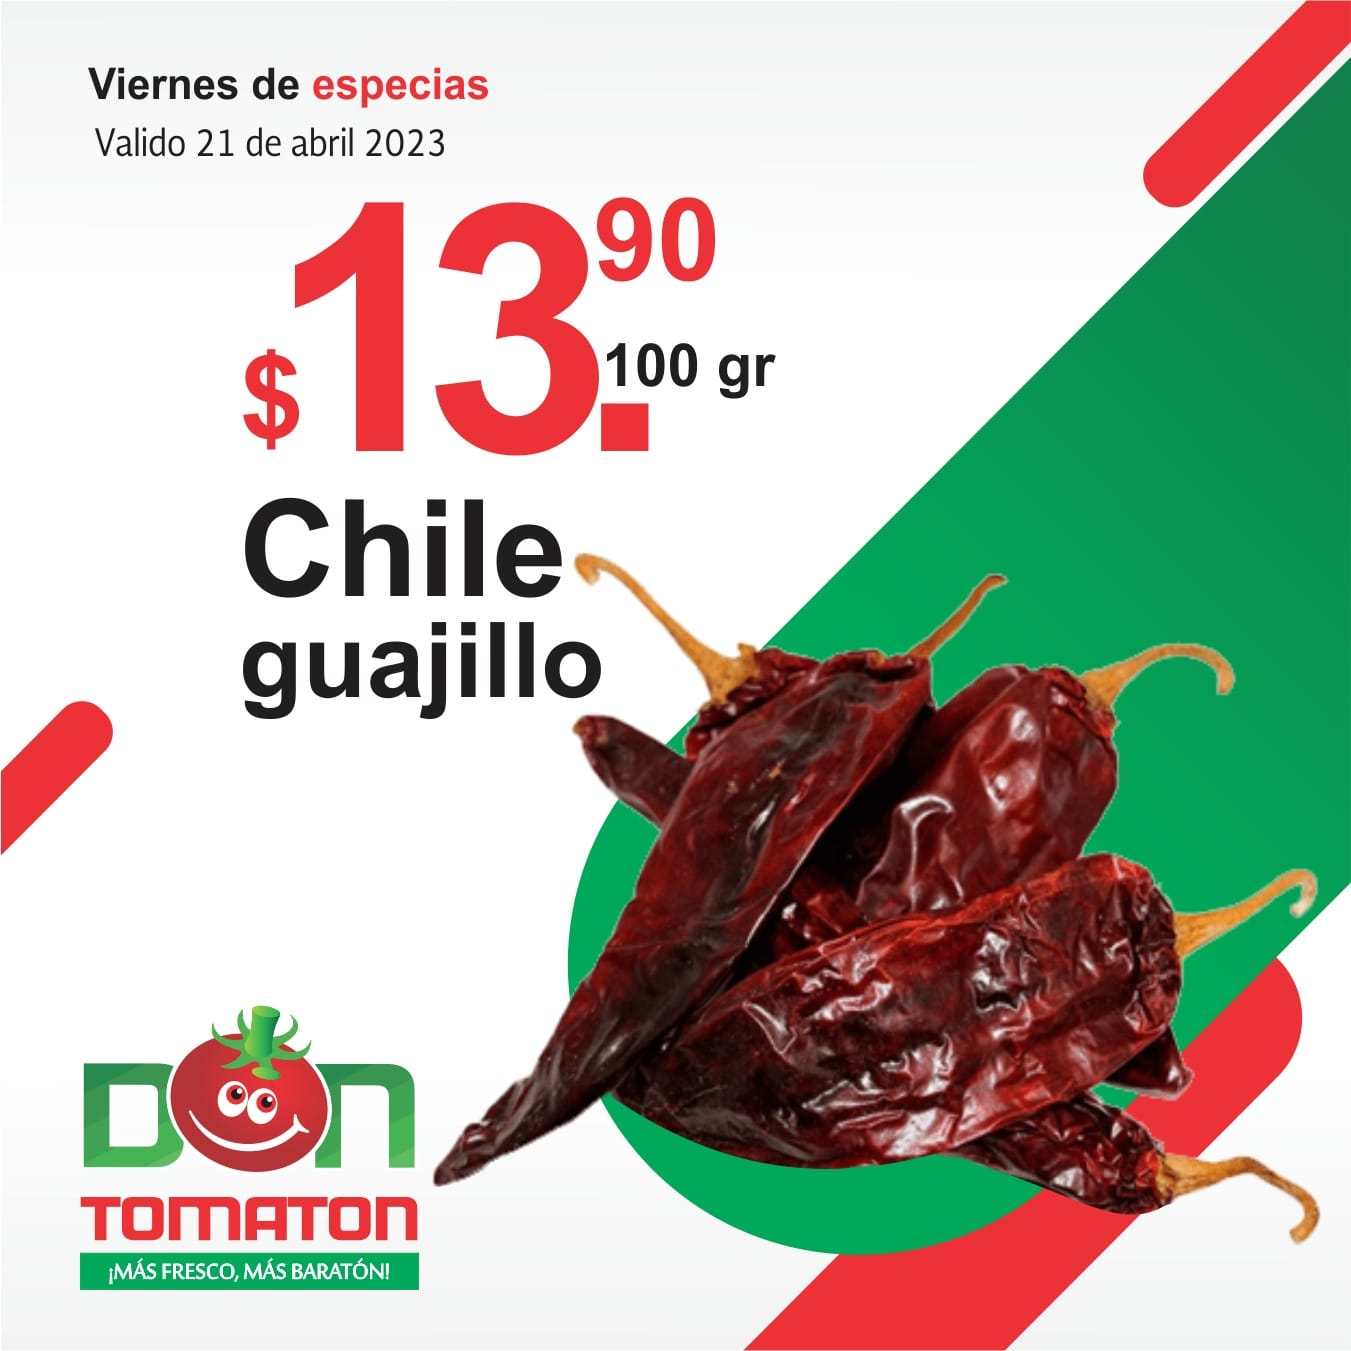 Viernes de especias
Valido 21 de abril 2023
$13.90
100 gr
Chile
guajillo
DON
TOMATON
¡MÁS FRESCO, MÁS BARATÓN!